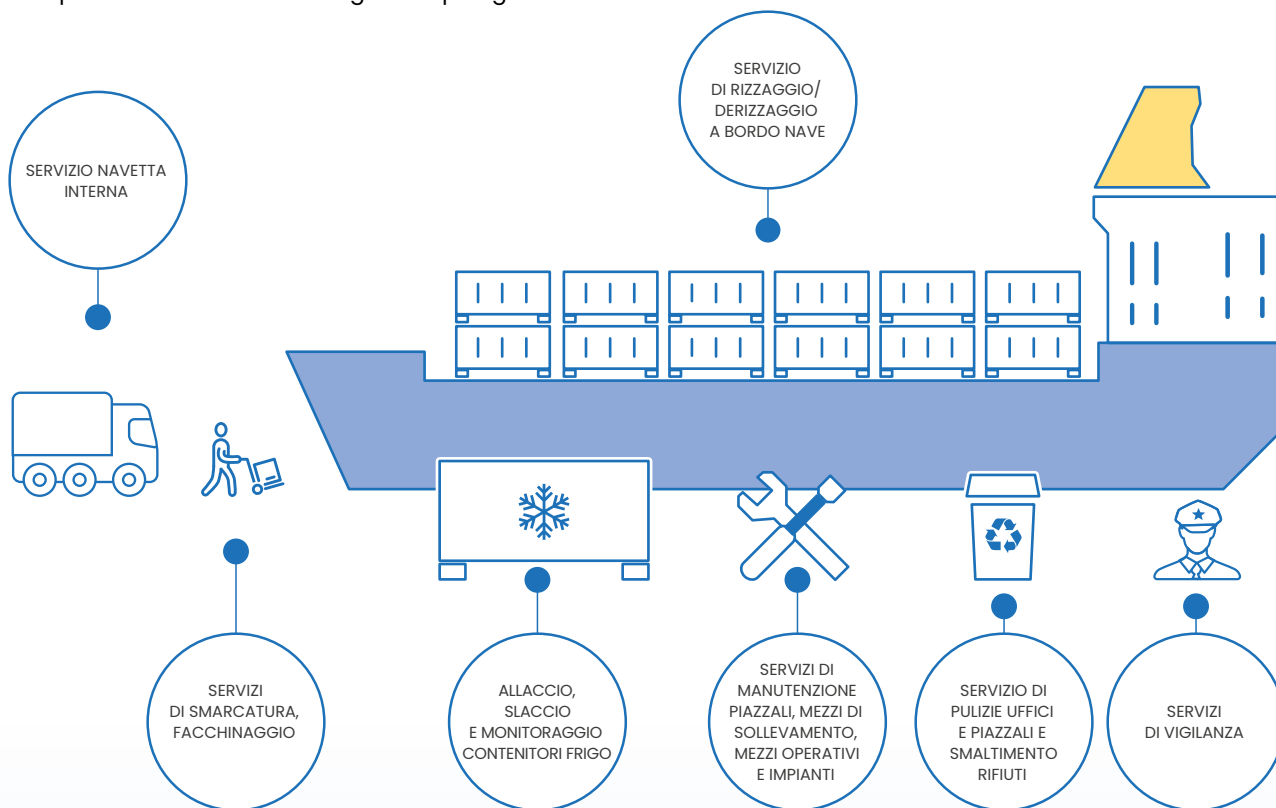 SERVIZIO
DI RIZZAGGIO/
DERIZZAGGIO
A BORDO NAVE
SERVIZIO NAVETTA
INTERNA
SERVIZI
DI SMARCATURA,
FACCHINAGGIO
ALLACCIO,
SLACCIO
E MONITORAGGIO
CONTENITORI FRIGO
SERVIZI DI
MANUTENZIONE
PIAZZALI, MEZZI DI
SOLLEVAMENTO,
MEZZI OPERATIVI
E IMPIANTI
SERVIZIO DI
PULIZIE UFFICI
E PIAZZALI E
SMALTIMENTO
RIFIUTI
SERVIZI
DI VIGILANZA